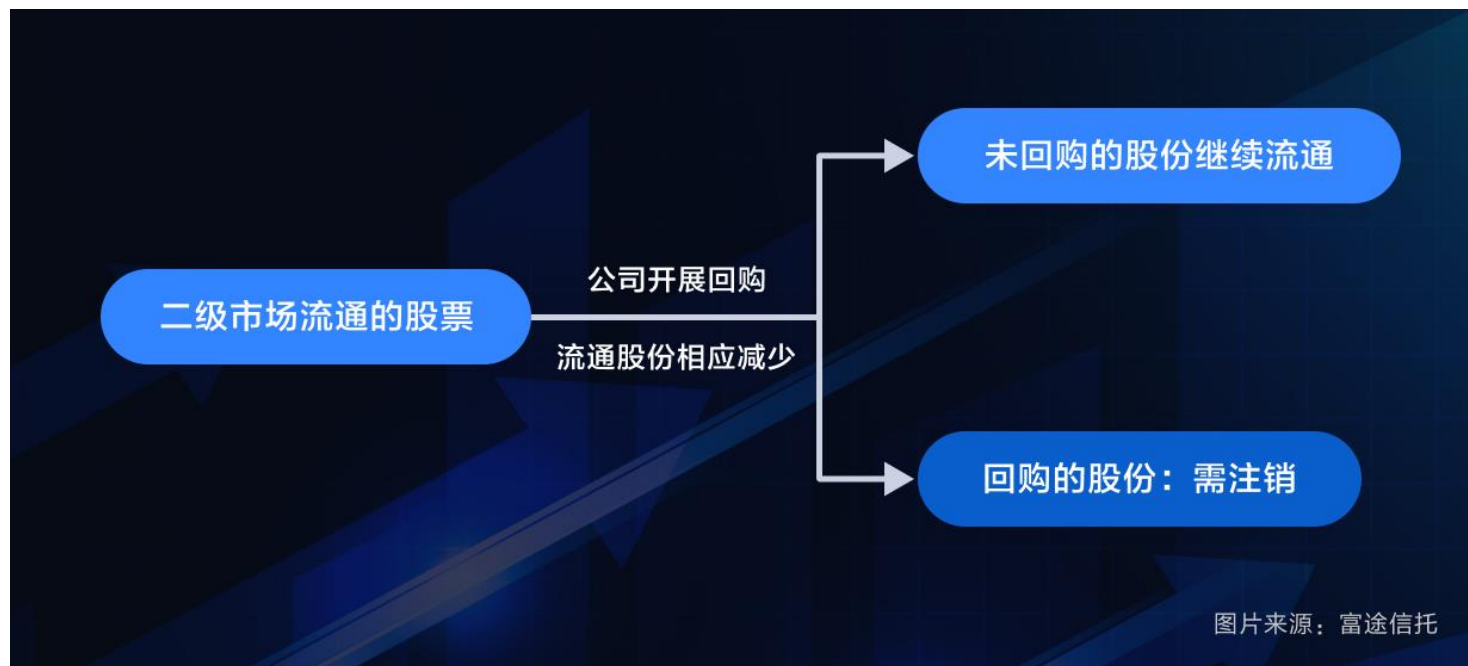 未回购的股份继续流通
公司开展回购
二级市场流通的股票
流通股份相应减少
回购的股份：需注销
图片来源：富途信托